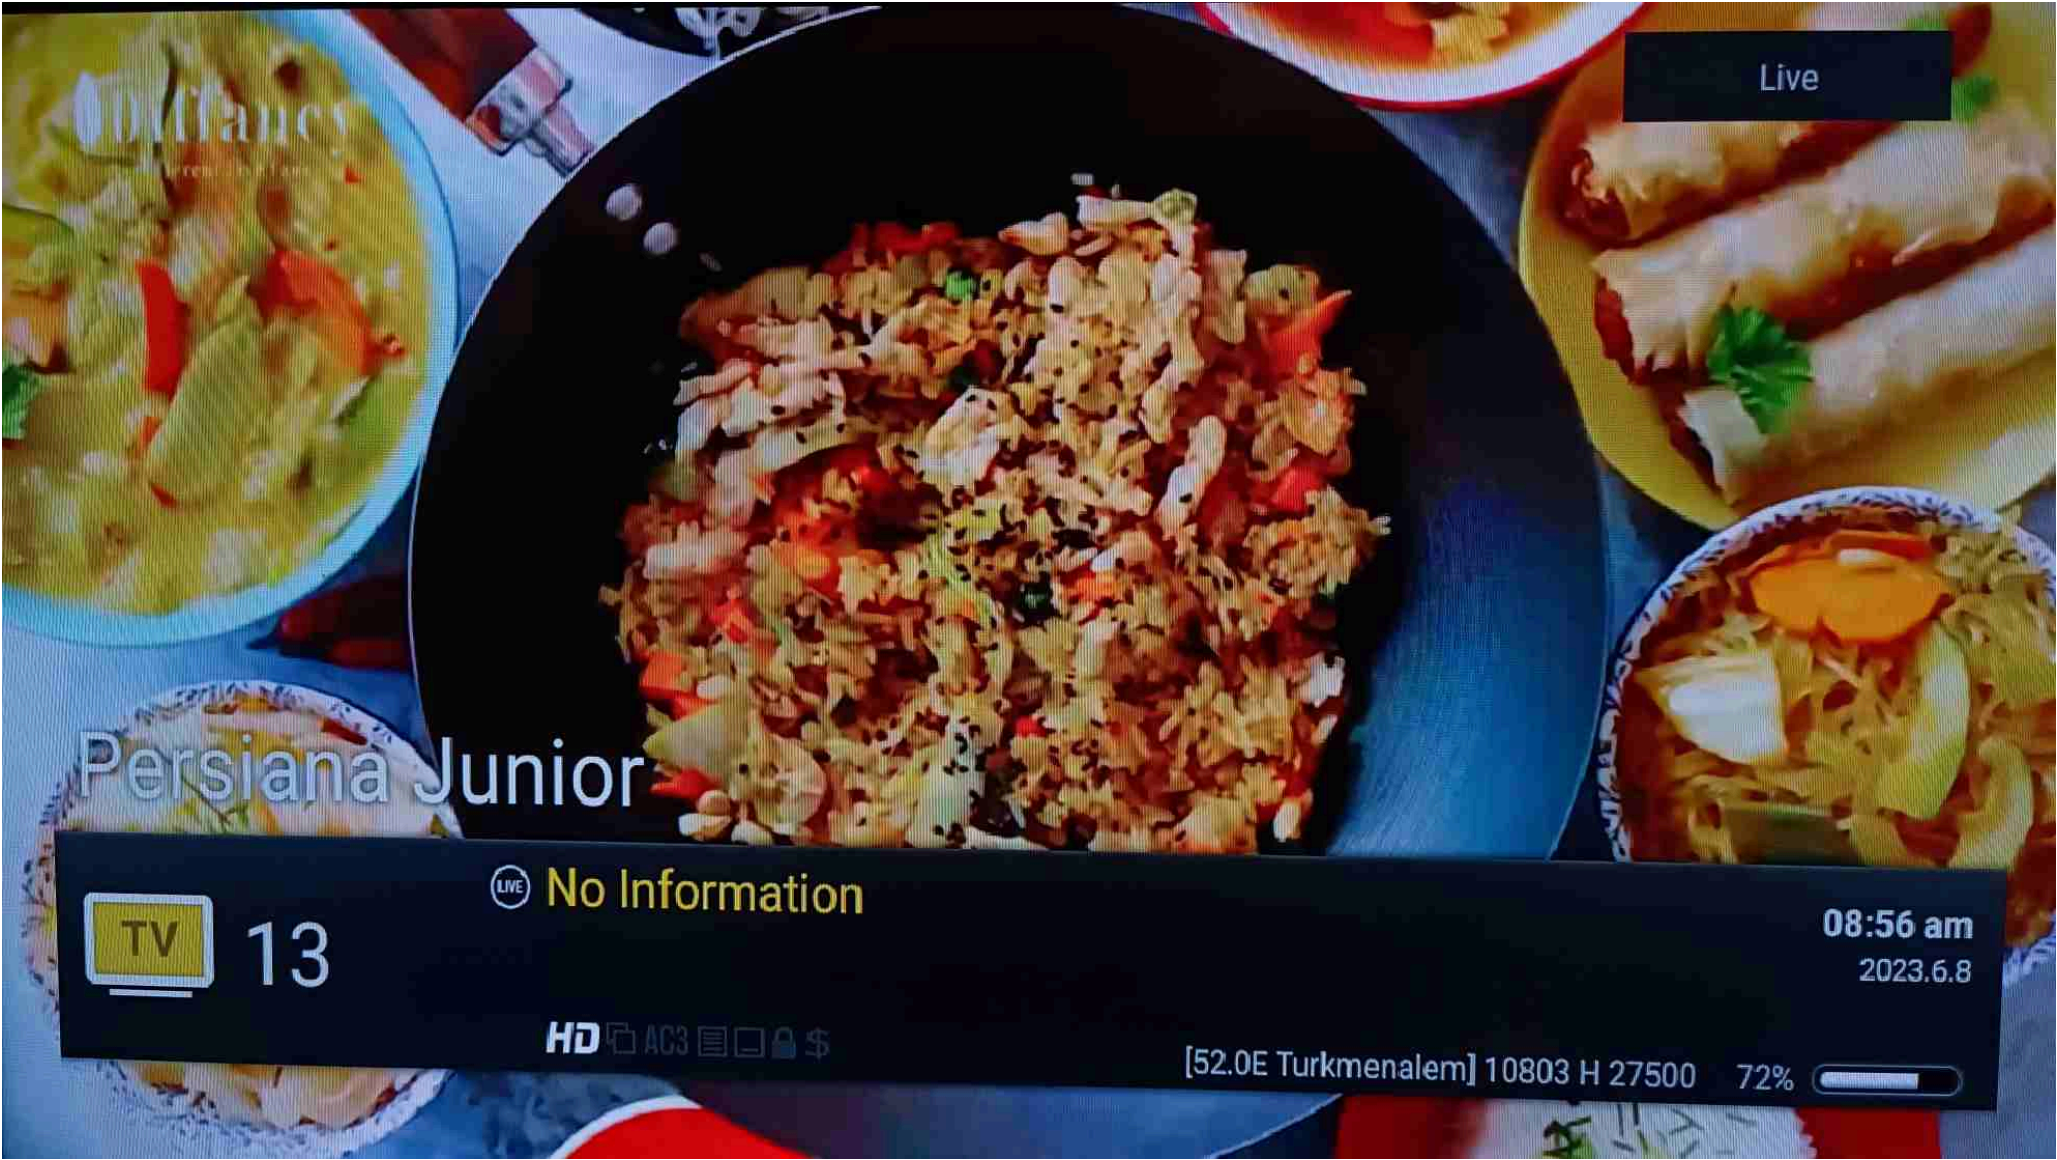 Live
Persiana Junior
TV 13
LIVE No Information
08:56 am
2023.6.8
HD AC3 $
[52.0E Turkmenalem] 10803 H 27500 72%